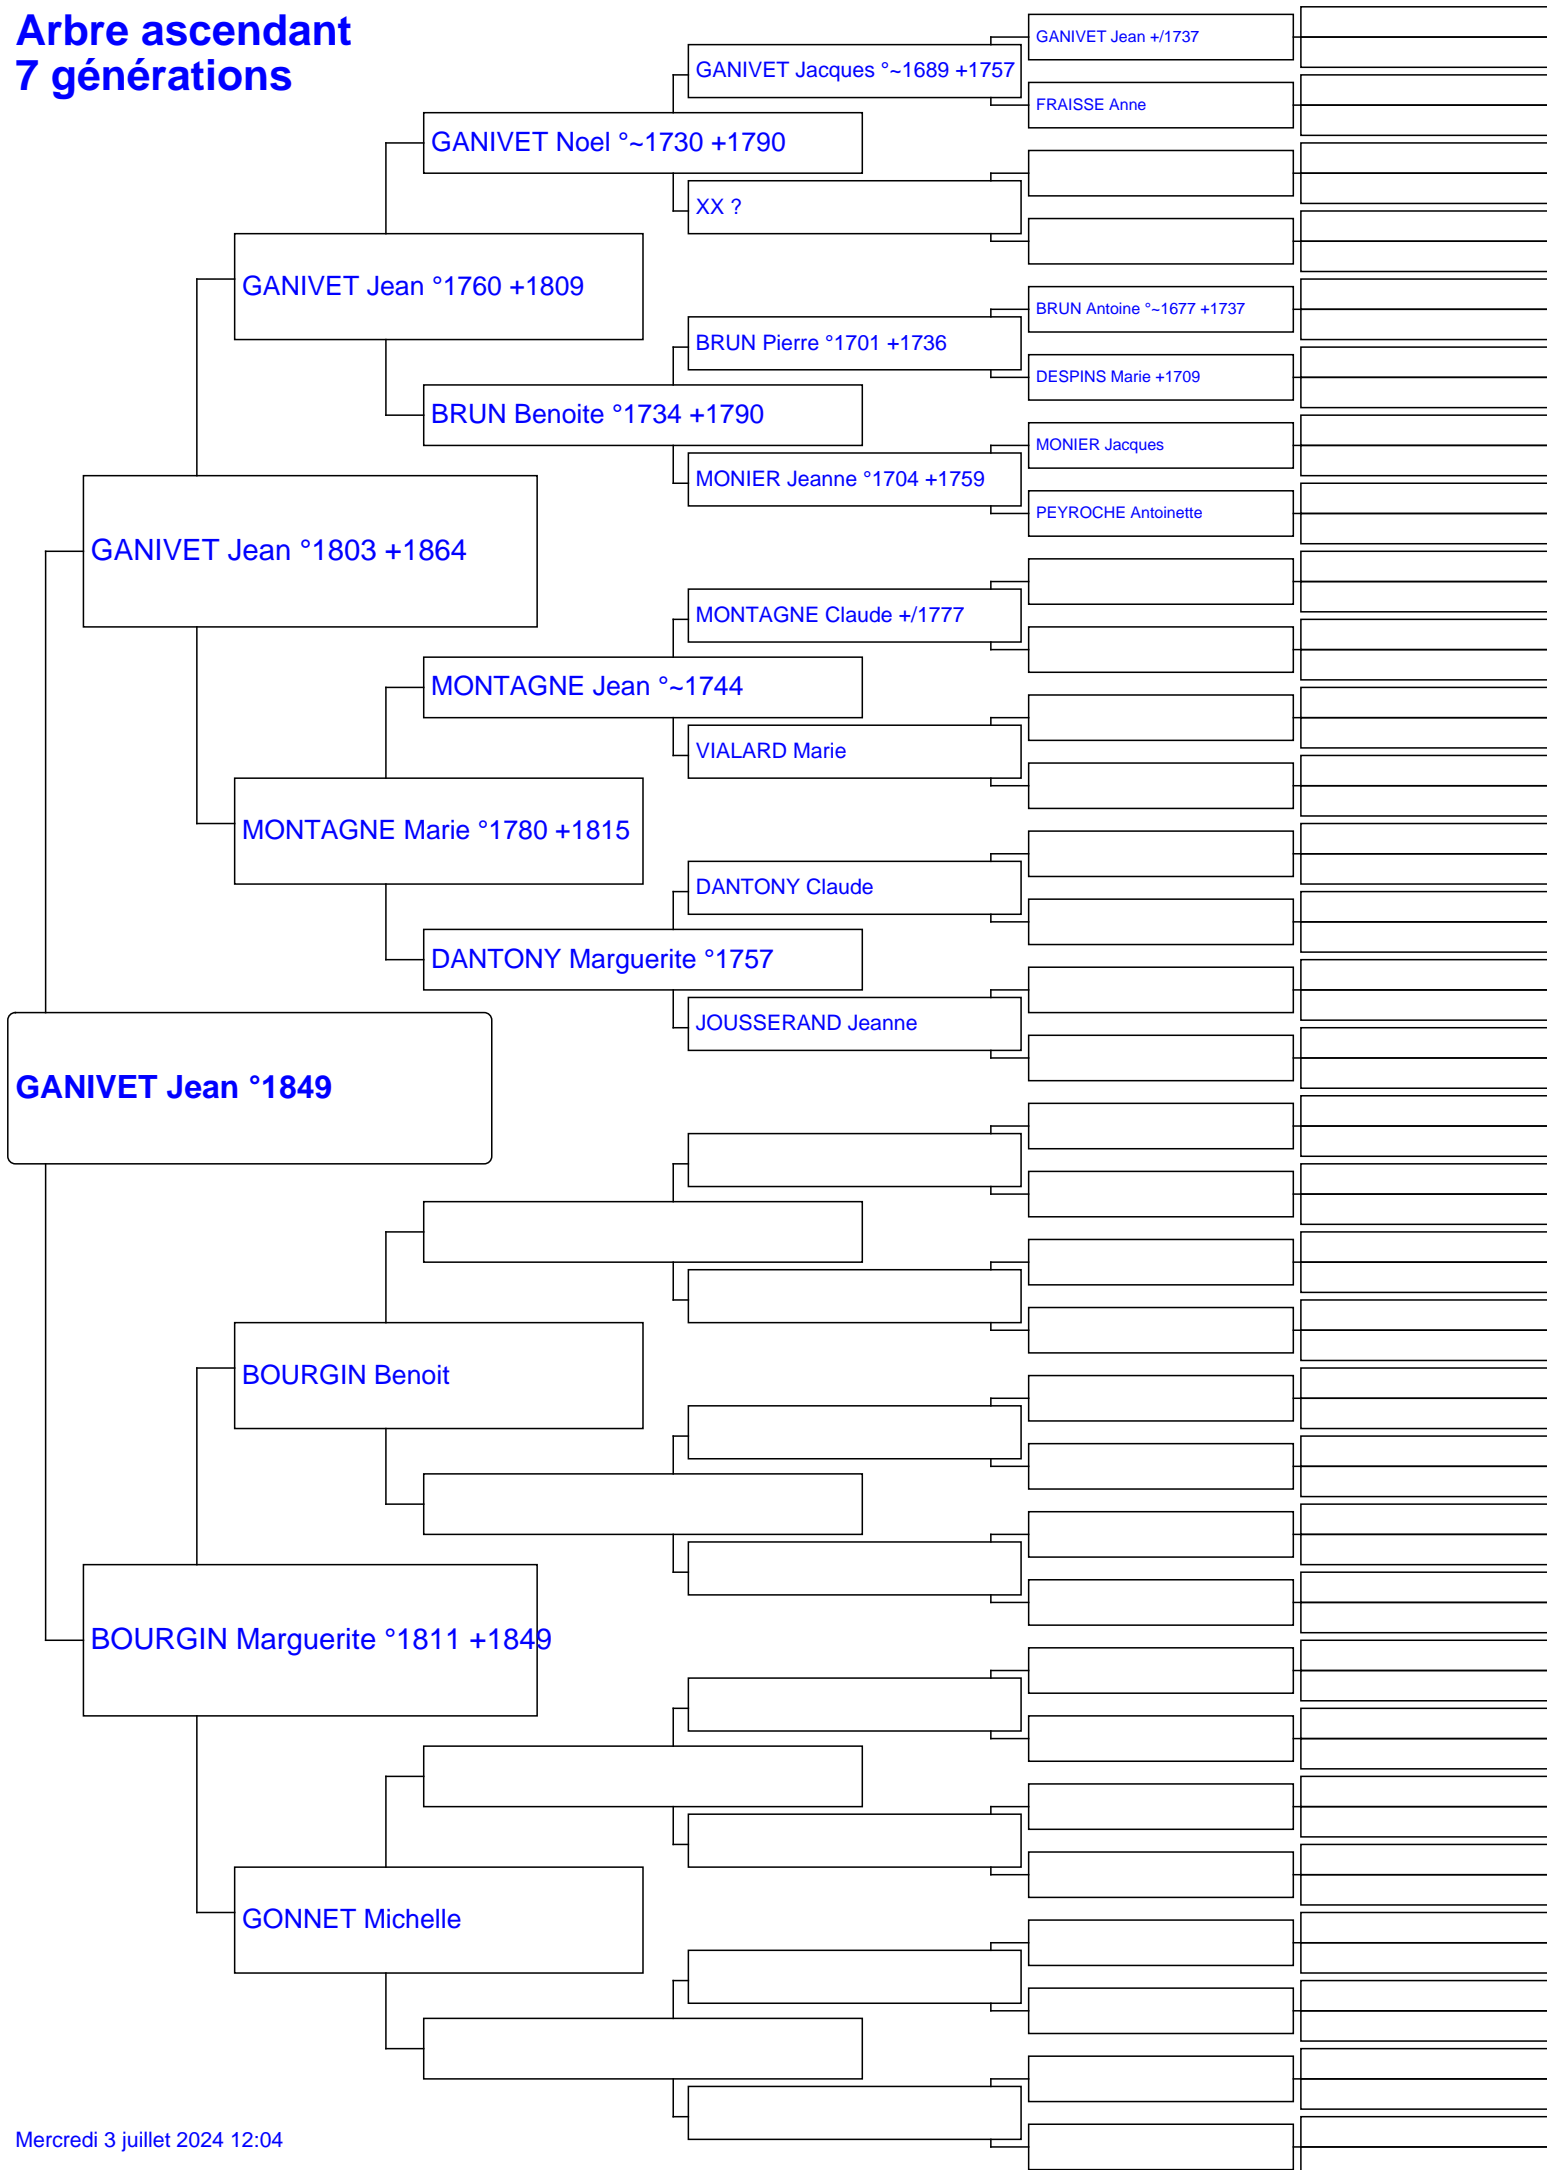 Arbre ascendant
7 générations
GANIVET Jean +/1737
GANIVET Jacques °~1689 +1757
FRAISSE Anne
GANIVET Noel °~1730 +1790
XX ?
GANIVET Jean °1760 +1809
BRUN Antoine °~1677 +1737
BRUN Pierre °1701 +1736
DESPINS Marie +1709
BRUN Benoite °1734 +1790
MONIER Jacques
MONIER Jeanne °1704 +1759
PEYROCHE Antoinette
GANIVET Jean °1803 +1864
MONTAGNE Claude +/1777
MONTAGNE Jean °~1744
VIALARD Marie
MONTAGNE Marie °1780 +1815
DANTONY Claude
DANTONY Marguerite °1757
JOUSSERAND Jeanne
GANIVET Jean °1849
BOURGIN Benoit
BOURGIN Marguerite °1811 +1849
GONNET Michelle
Mercredi 3 juillet 2024 12:04